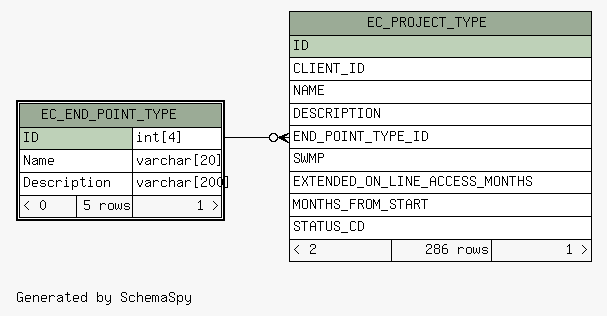 EC_PROJECT_TYPE
ID
CLIENT_ID
NAME
DESCRIPTION
END_POINT_TYPE_ID
SWMP
EXTENDED_ON_LINE_ACCESS_MONTHS
MONTHS_FROM_START
STATUS_CD
< 2 286 rows 1 >
EC_END_POINT_TYPE
ID int[4]
Name varchar[20]
Description varchar[200]
< 0 5 rows 1 >
Generated by SchemaSpy